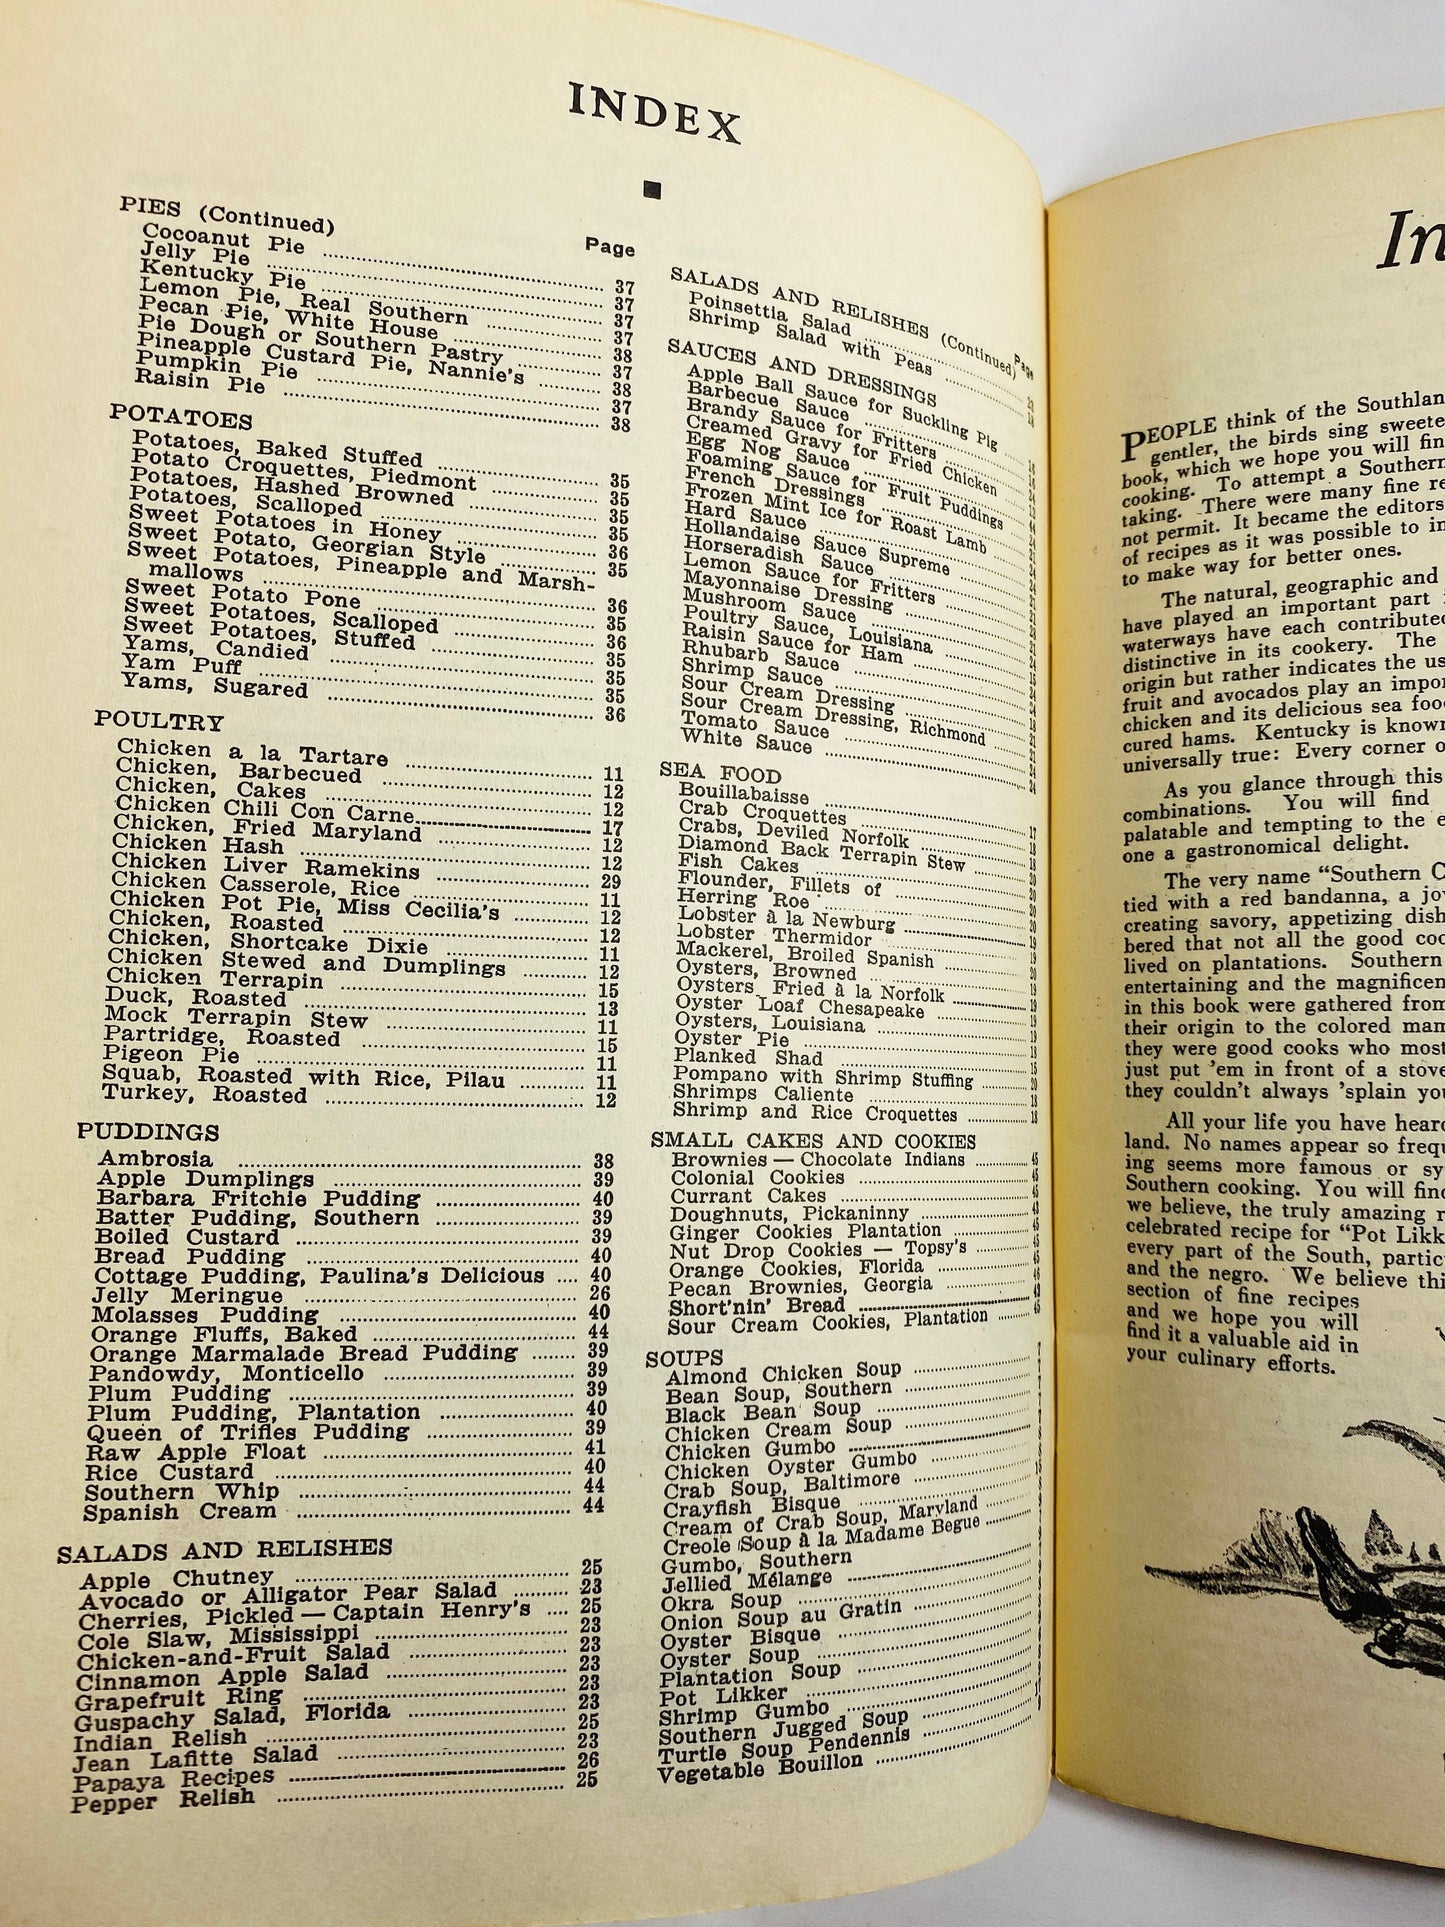 INDEX
PIES (Continued)
Page
Cocoanut Pie 37
Jelly Pie 37
Kentucky Pie 37
Lemon Pie, Real Southern 37
Pecan Pie, White House 38
Pie Dough or Southern Pastry 37
Pineapple Custard Pie, Nannie's 38
Pumpkin Pie 37
Raisin Pie 38
POTATOES
Potatoes, Baked Stuffed 35
Potato Croquettes, Piedmont 35
Potatoes, Hashed Browned 35
Potatoes, Scalloped 35
Sweet Potatoes in Honey 36
Sweet Potato, Georgian Style 35
Sweet Potatoes, Pineapple and Marsh-
mallows 36
Sweet Potato Pone 35
Sweet Potatoes, Scalloped 36
Sweet Potatoes, Stuffed 35
Yams, Candied 35
Yam Puff 35
Yams, Sugared 36
POULTRY
Chicken a la Tartare 11
Chicken, Barbecued 12
Chicken, Cakes 12
Chicken Chili Con Carne 17
Chicken, Fried Maryland 12
Chicken Hash 12
Chicken Liver Ramekins 29
Chicken Casserole, Rice 11
Chicken Pot Pie, Miss Cecilia's 12
Chicken, Roasted 12
Chicken, Shortcake Dixie 11
Chicken Stewed and Dumplings 12
Chicken Terrapin 15
Duck, Roasted 13
Mock Terrapin Stew 11
Partridge, Roasted 15
Pigeon Pie 11
Squab, Roasted with Rice, Pilau 11
Turkey, Roasted 12
PUDDINGS
Ambrosia 38
Apple Dumplings 39
Barbara Fritchie Pudding 40
Batter Pudding, Southern 39
Boiled Custard 39
Bread Pudding 40
Cottage Pudding, Paulina's Delicious 40
Jelly Meringue 26
Molasses Pudding 40
Orange Fluffs, Baked 44
Orange Marmalade Bread Pudding 39
Pandowdy, Monticello 39
Plum Pudding 39
Plum Pudding, Plantation 40
Queen of Trifles Pudding 39
Raw Apple Float 41
Rice Custard 40
Southern Whip 44
Spanish Cream 44
SALADS AND RELISHES
Apple Chutney 25
Avocado or Alligator Pear Salad 23
Cherries, Pickled — Captain Henry's 25
Cole Slaw, Mississippi 23
Chicken-and-Fruit Salad 23
Cinnamon Apple Salad 23
Grapefruit Ring 23
Guspachy Salad, Florida 23
Indian Relish 25
Jean Lafitte Salad 23
Papaya Recipes 26
Pepper Relish 25
SALADS AND RELISHES (Continued)
Page
Poinsettia Salad
Shrimp Salad with Peas
SAUCES AND DRESSINGS
Apple Ball Sauce for Suckling Pig
Barbecue Sauce
Brandy Sauce for Fritters
Creamed Gravy for Fried Chicken
Egg Nog Sauce
Foaming Sauce for Fruit Puddings
French Dressings
Frozen Mint Ice for Roast Lamb
Hard Sauce
Hollandaise Sauce Supreme
Horseradish Sauce
Lemon Sauce for Fritters
Mayonnaise Dressing
Mushroom Sauce
Poultry Sauce, Louisiana
Raisin Sauce for Ham
Rhubarb Sauce
Shrimp Sauce
Sour Cream Dressing
Sour Cream Dressing, Richmond
Tomato Sauce
White Sauce
SEA FOOD
Bouillabaisse
Crab Croquettes
Crabs, Deviled Norfolk
Diamond Back Terrapin Stew
Fish Cakes
Flounder, Fillets of
Herring Roe
Lobster à la Newburg
Lobster Thermidor
Mackerel, Broiled Spanish
Oysters, Browned
Oysters, Fried à la Norfolk
Oyster Loaf Chesapeake
Oysters, Louisiana
Oyster Pie
Planked Shad
Pompano with Shrimp Stuffing
Shrimps Caliente
Shrimp and Rice Croquettes
SMALL CAKES AND COOKIES
Brownies — Chocolate Indians 45
Colonial Cookies
Currant Cakes
Doughnuts, Pickaninny
Ginger Cookies Plantation
Nut Drop Cookies — Topsy's
Orange Cookies, Florida
Pecan Brownies, Georgia
Short'nin' Bread
Sour Cream Cookies, Plantation
SOUPS
Almond Chicken Soup
Bean Soup, Southern
Black Bean Soup
Chicken Cream Soup
Chicken Gumbo
Chicken Oyster Gumbo
Crab Soup, Baltimore
Crayfish Bisque
Cream of Crab Soup, Maryland
Creole Soup à la Madame Begue
Gumbo, Southern
Jellied Mélange
Okra Soup
Onion Soup au Gratin
Oyster Bisque
Oyster Soup
Plantation Soup
Pot Likker
Shrimp Gumbo
Southern Jugged Soup
Turtle Soup Pendennis
Vegetable Bouillon
In
PEOPLE think of the Southlan
gentler, the birds sing sweete
book, which we hope you will fin
cooking. To attempt a Southern
taking. There were many fine re
not permit. It became the editors
of recipes as it was possible to in
to make way for better ones.
The natural, geographic and
have played an important part
waterways have each contributed
distinctive in its cookery. The
origin but rather indicates the us
fruit and avocados play an impor
chicken and its delicious sea food
cured hams. Kentucky is known
universally true: Every corner o
As you glance through this
combinations. You will find
palatable and tempting to the e
one a gastronomical delight.
The very name "Southern C
tied with a red bandanna, a jo
creating savory, appetizing dish
bered that not all the good coo
lived on plantations. Southern
entertaining and the magnificen
in this book were gathered from
their origin to the colored mam
they were good cooks who most
just put 'em in front of a stove
they couldn't always 'splain you
All your life you have heard
land. No names appear so frequ
ing seems more famous or sy
Southern cooking. You will find
we believe, the truly amazing r
celebrated recipe for "Pot Likk
every part of the South, partic
and the negro. We believe thi
section of fine recipes
and we hope you will
find it a valuable aid in
your culinary efforts.